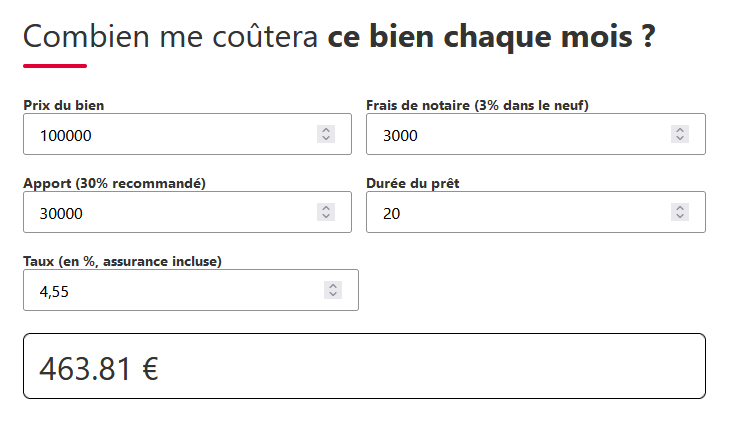 Combien me coûtera ce bien chaque mois ?
Prix du bien
Frais de notaire (3% dans le neuf)
100000
3000
Apport (30% recommandé)
Durée du prêt
30000
20
Taux (en %, assurance incluse)
4,55
463.81 €